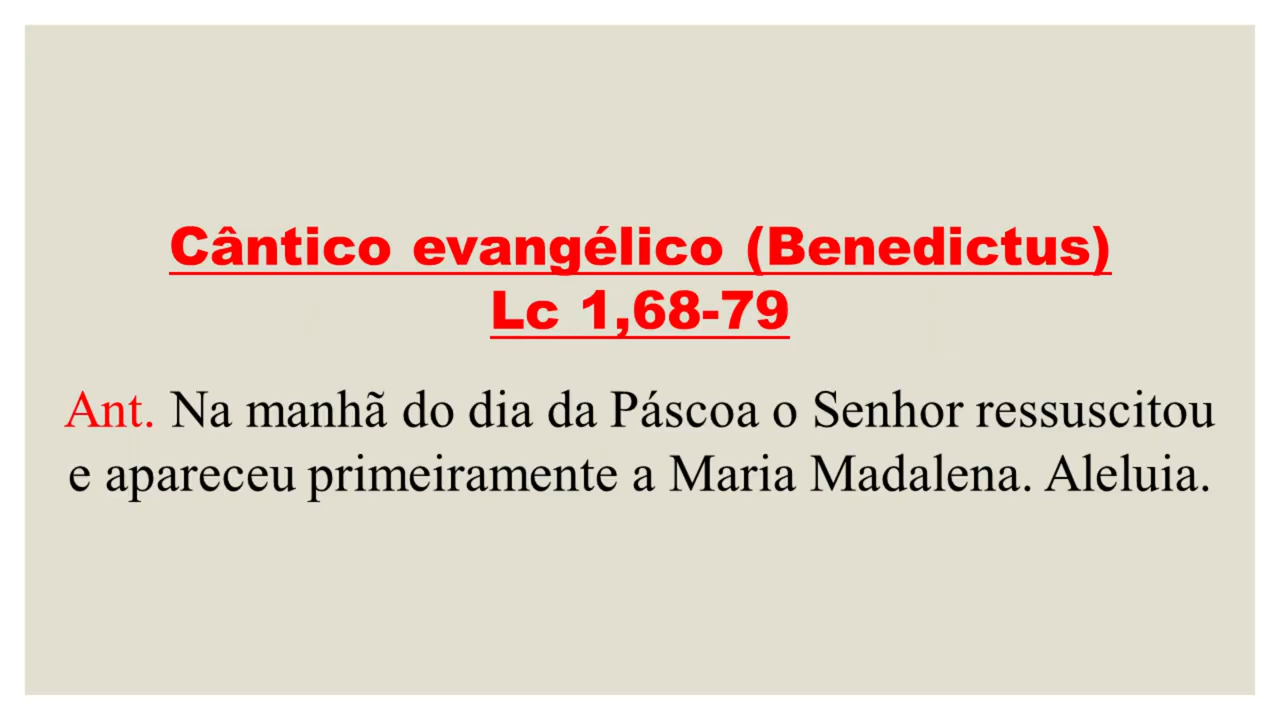 Cântico evangélico (Benedictus)
Lc 1,68-79
Ant. Na manhã do dia da Páscoa o Senhor ressuscitou
e apareceu primeiramente a Maria Madalena. Aleluia.